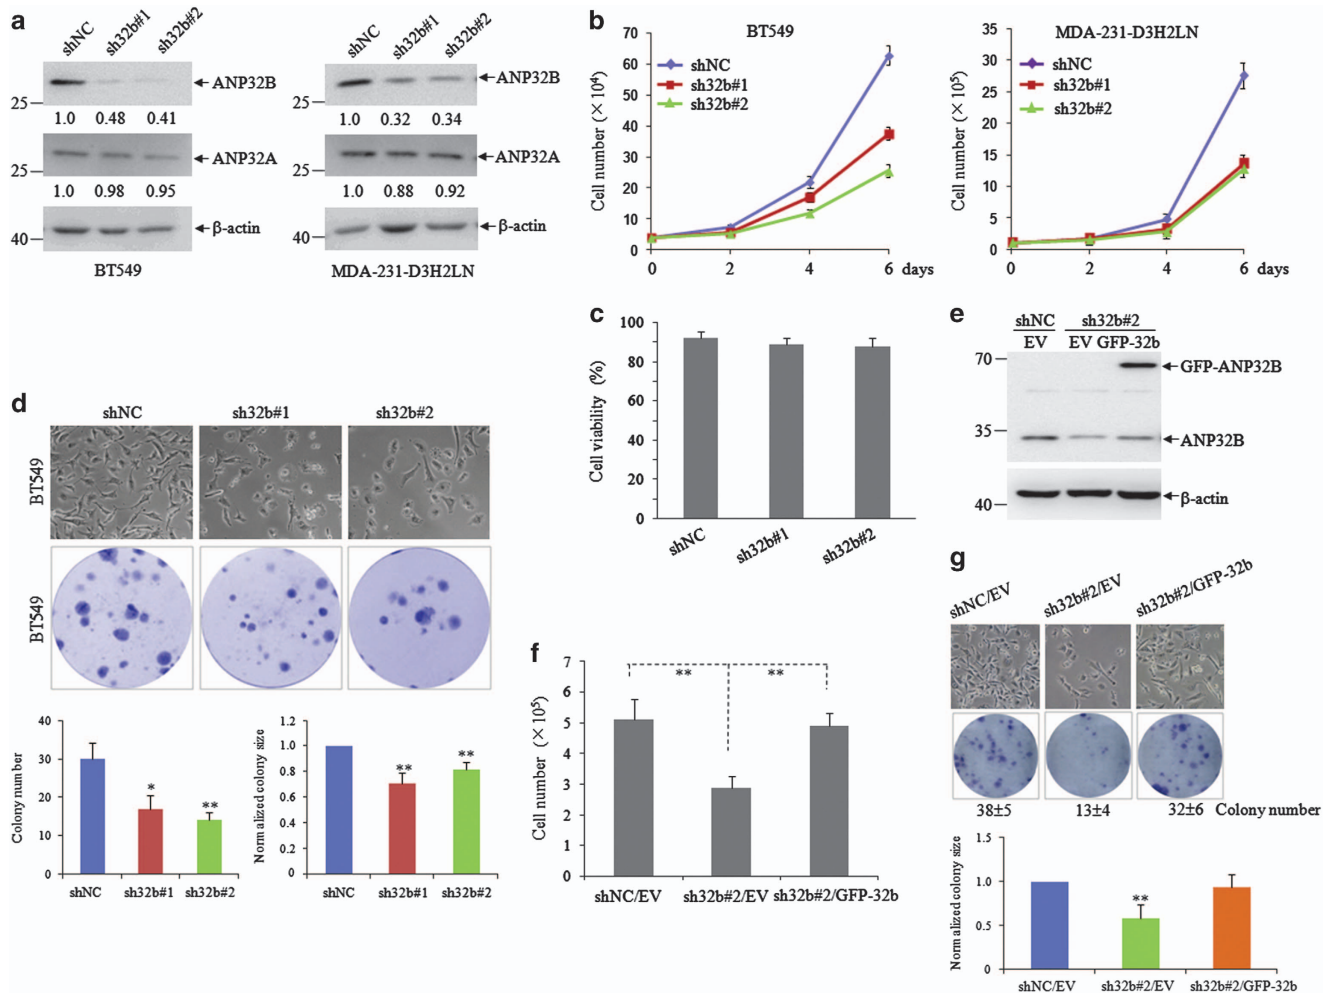 a
shNC sh32b#1 sh32b#2
ANP32B
25
1.0 0.48 0.41
ANP32A
25
1.0 0.98 0.95
β-actin
40
BT549
shNC sh32b#1 sh32b#2
ANP32B
25
1.0 0.32 0.34
ANP32A
25
1.0 0.88 0.92
β-actin
40
MDA-231-D3H2LN
b
BT549
Cell number (×10⁴)
70
60
50
40
30
20
10
0
shNC
sh32b#1
sh32b#2
0 2 4 6 days
MDA-231-D3H2LN
Cell number (×10⁵)
35
30
25
20
15
10
5
0
shNC
sh32b#1
sh32b#2
0 2 4 6 days
c
Cell viability (%)
100
80
60
40
20
0
shNC sh32b#1 sh32b#2
d
shNC sh32b#1 sh32b#2
BT549
BT549
Colony number
40
30
20
10
0
* **
shNC sh32b#1 sh32b#2
Normalized colony size
1.2
1.0
0.8
0.6
0.4
0.2
0
** **
shNC sh32b#1 sh32b#2
e
shNC sh32b#2
EV EV GFP-32b
70
GFP-ANP32B
35
ANP32B
β-actin
40
f
Cell number (×10⁵)
7
6
5
4
3
2
1
0
** **
shNC/EV sh32b#2/EV sh32b#2/GFP-32b
g
shNC/EV sh32b#2/EV sh32b#2/GFP-32b
38±5 13±4 32±6 Colony number
Normalized colony size
1.5
1.0
0.5
0
**
shNC/EV sh32b#2/EV sh32b#2/GFP-32b